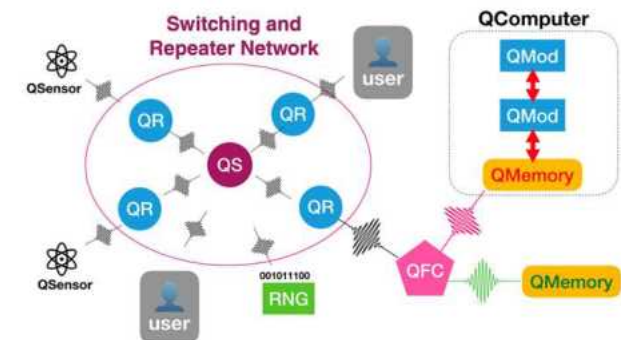 Switching and
Repeater Network
QComputer
QSensor
user
QMod
QR
QR
QMod
QS
QMemory
QR
QR
QSensor
user
001011100
RNG
QFC
QMemory